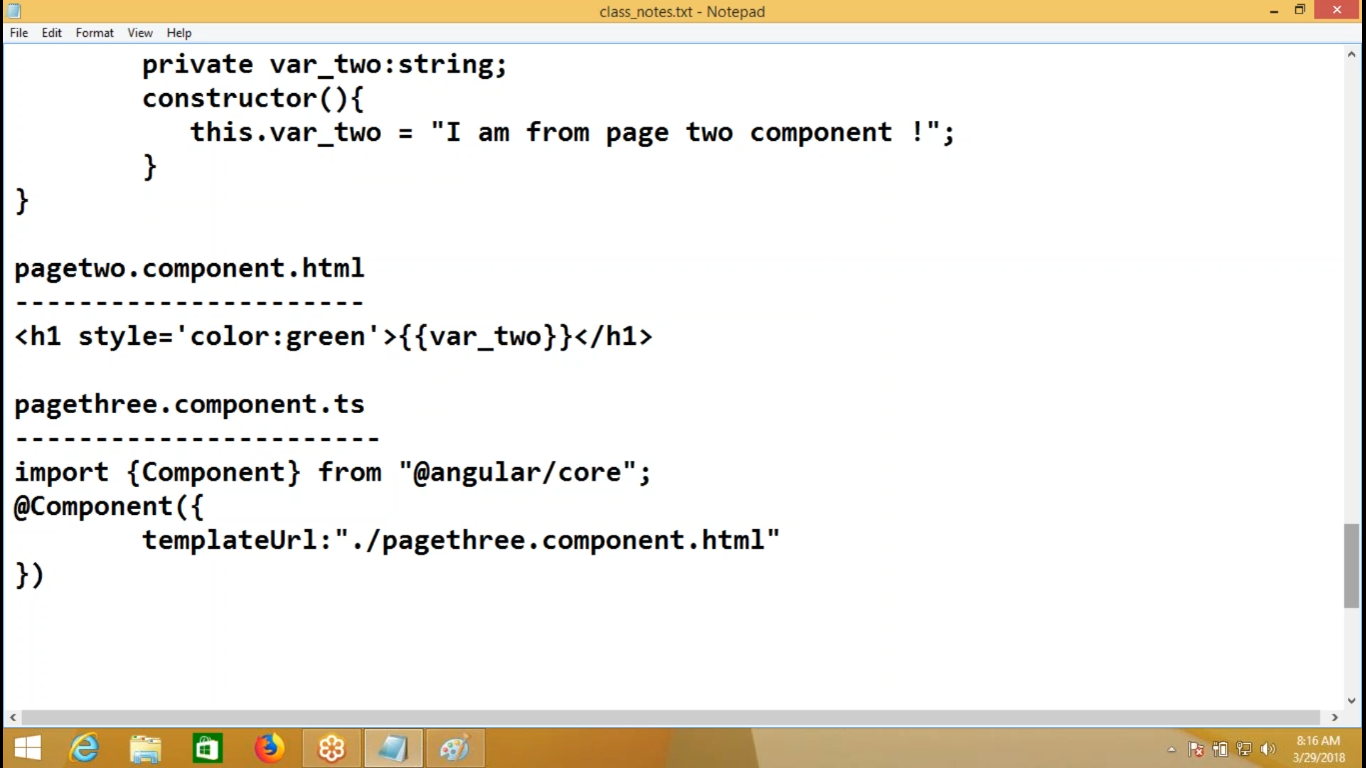 class_notes.txt - Notepad
File Edit Format View Help
private var_two:string;
constructor(){
this.var_two = "I am from page two component !";
}
}
pagetwo.component.html
----------------------
<h1 style='color:green'>{{var_two}}</h1>
pagethree.component.ts
-----------------------
import {Component} from "@angular/core";
@Component({
templateUrl:"./pagethree.component.html"
})
8:16 AM
3/29/2018